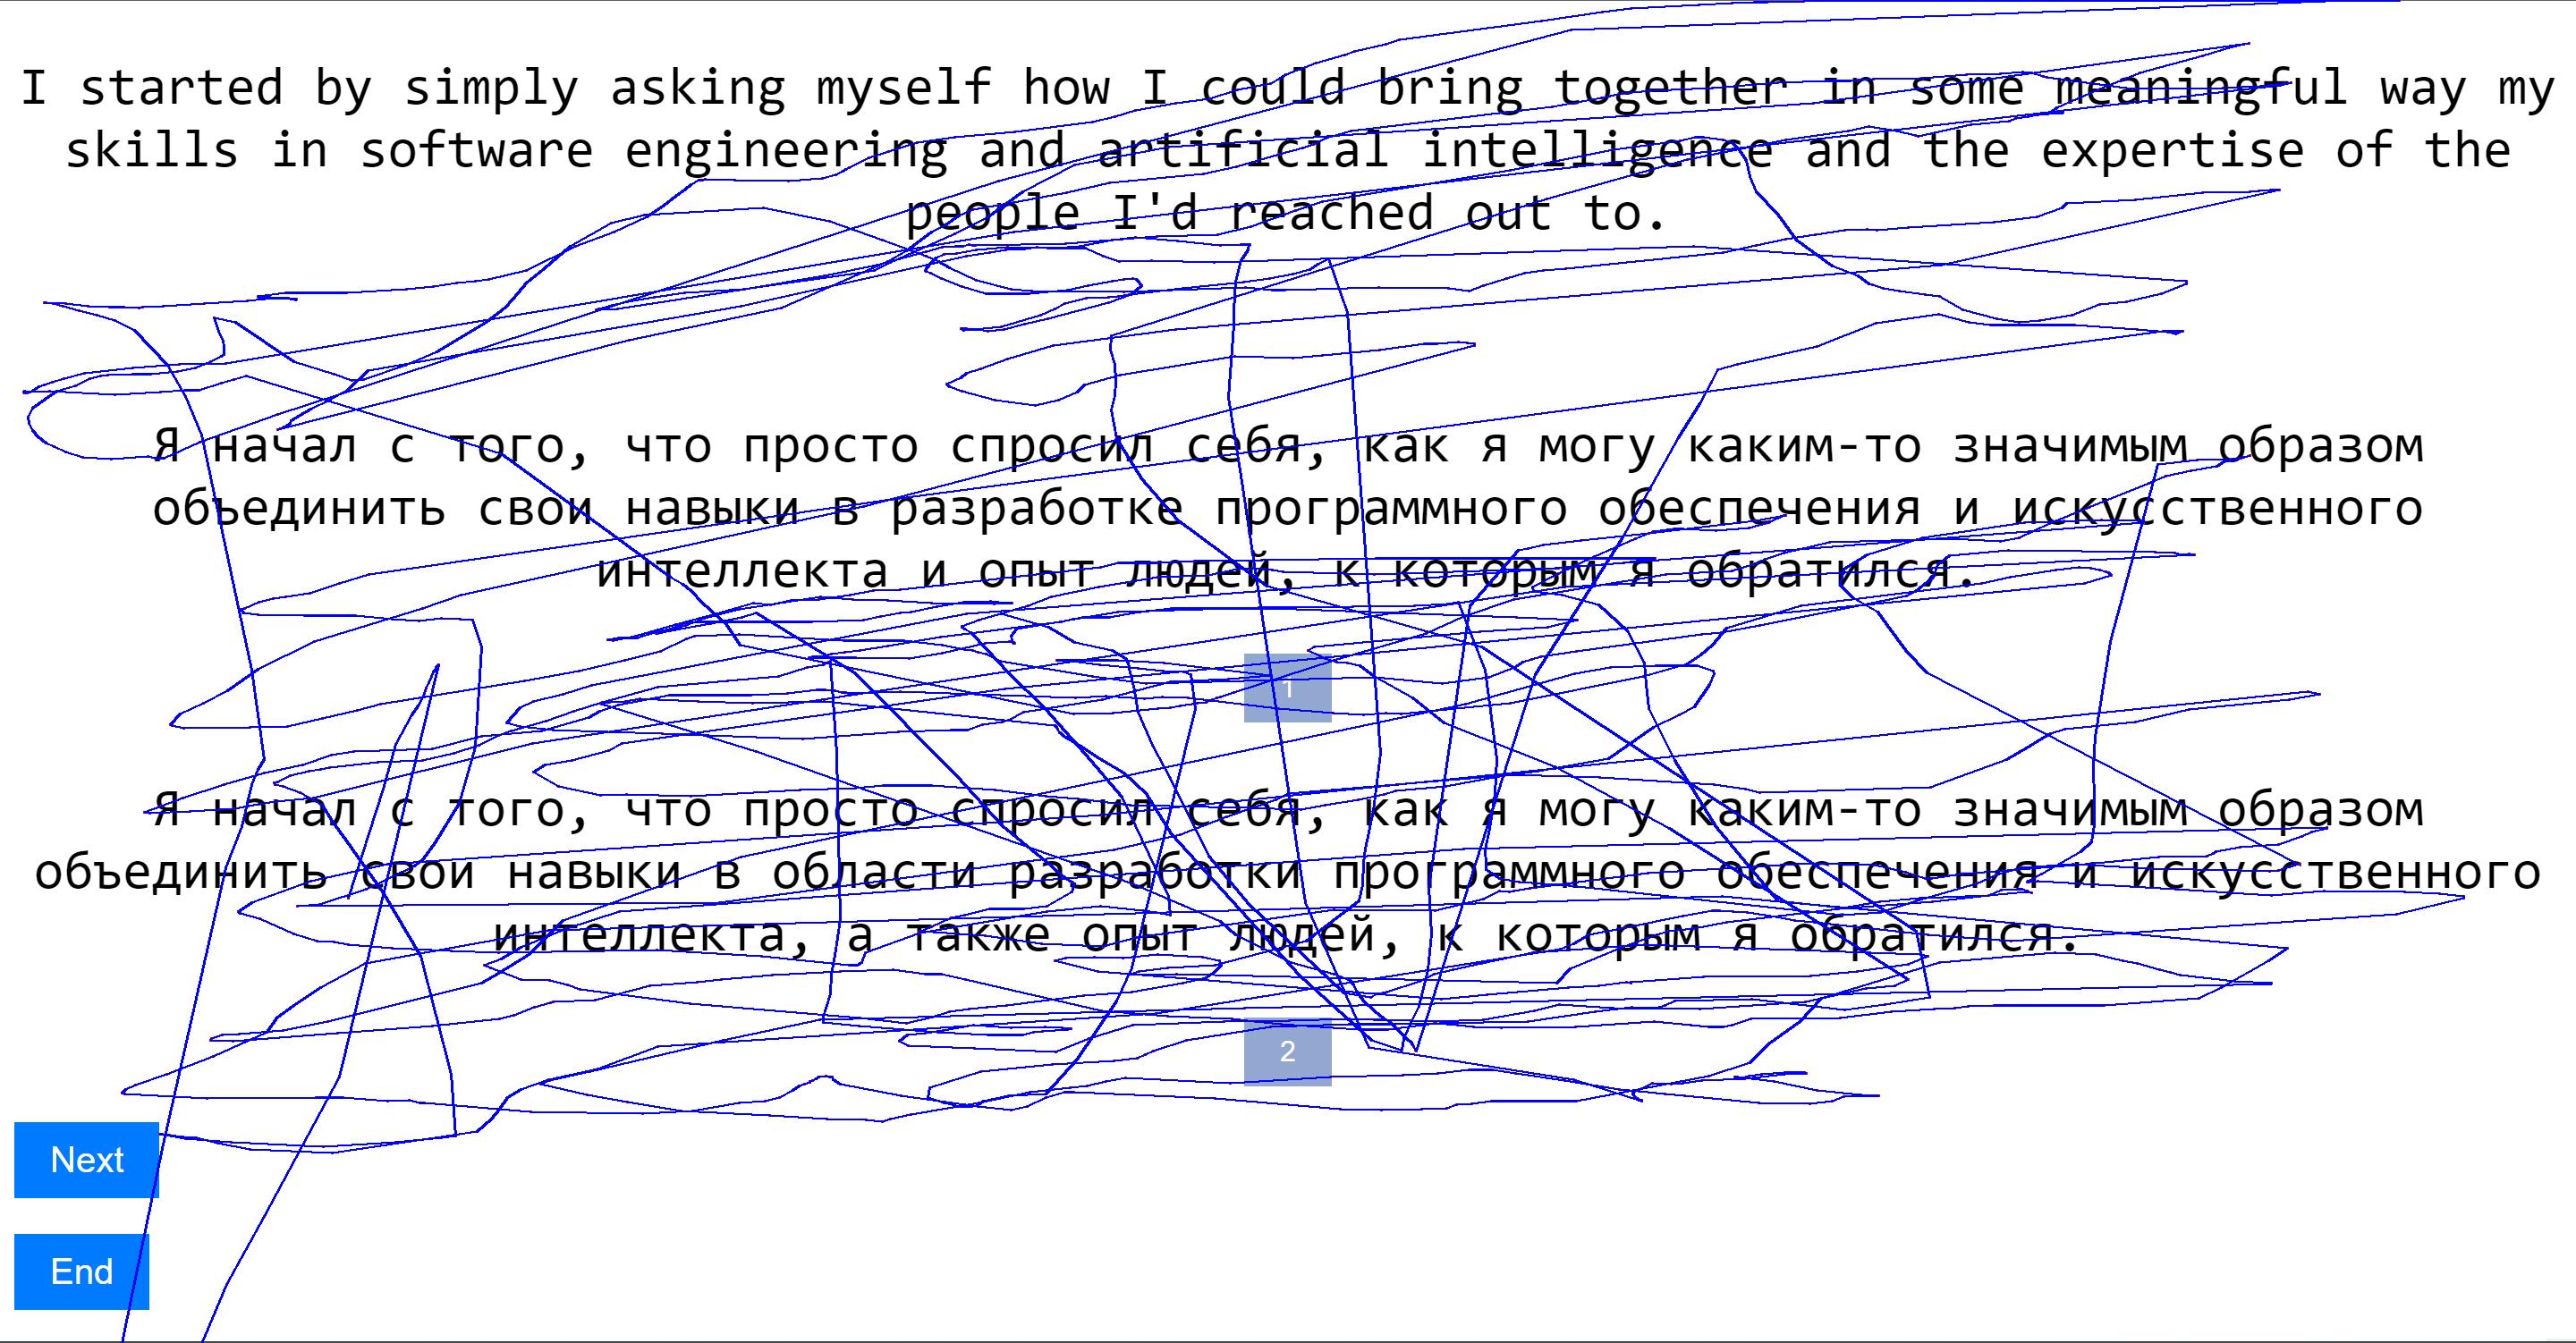 I started by simply asking myself how I could bring together in some meaningful way my
skills in software engineering and artificial intelligence and the expertise of the
people I'd reached out to.
Я начал с того, что просто спросил себя, как я могу каким-то значимым образом
объединить свои навыки в разработке программного обеспечения и искусственного
интеллекта и опыт людей, к которым я обратился.
1
Я начал с того, что просто спросил себя, как я могу каким-то значимым образом
объединить свои навыки в области разработки программного обеспечения и искусственного
интеллекта, а также опыт людей, к которым я обратился.
2
Next
End